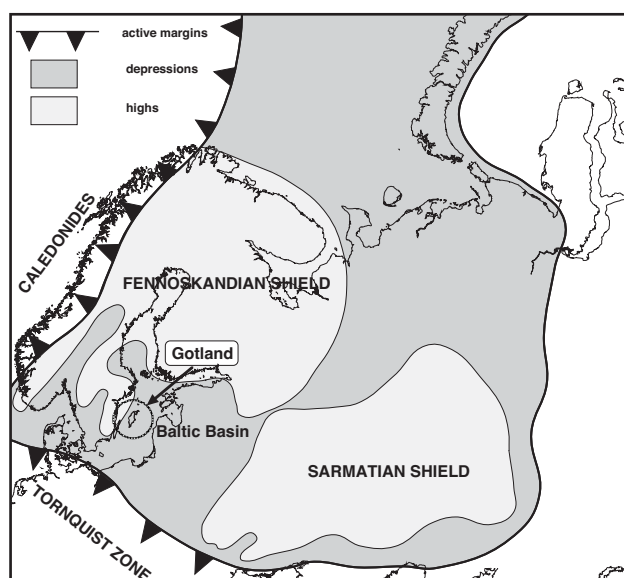 active margins
depressions
highs
CALEDONIDES
FENNOSKANDIAN SHIELD
Gotland
Baltic Basin
SARMATIAN SHIELD
TORNQUIST ZONE